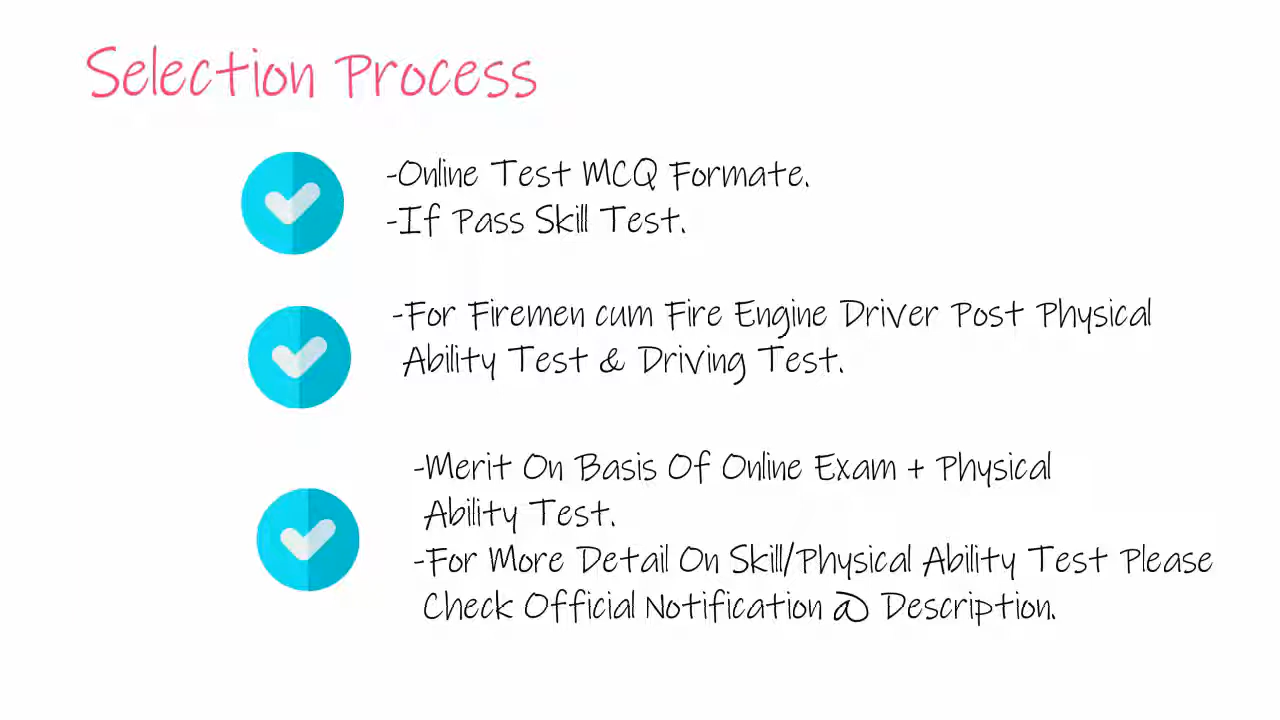 Selection Process
-Online Test MCQ Formate.
-If Pass Skill Test.
-For Firemen cum Fire Engine Driver Post Physical
Ability Test & Driving Test.
-Merit On Basis Of Online Exam + Physical
Ability Test.
-For More Detail On Skill/Physical Ability Test Please
Check Official Notification @ Description.